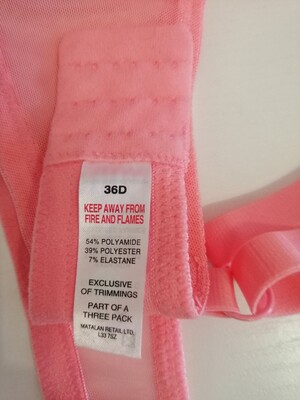 36D
KEEP AWAY FROM
FIRE AND FLAMES
54% POLYAMIDE
39% POLYESTER
7% ELASTANE
EXCLUSIVE
OF TRIMMINGS
PART OF A
THREE PACK
MATALAN RETAIL LTD.
L33 7SZ